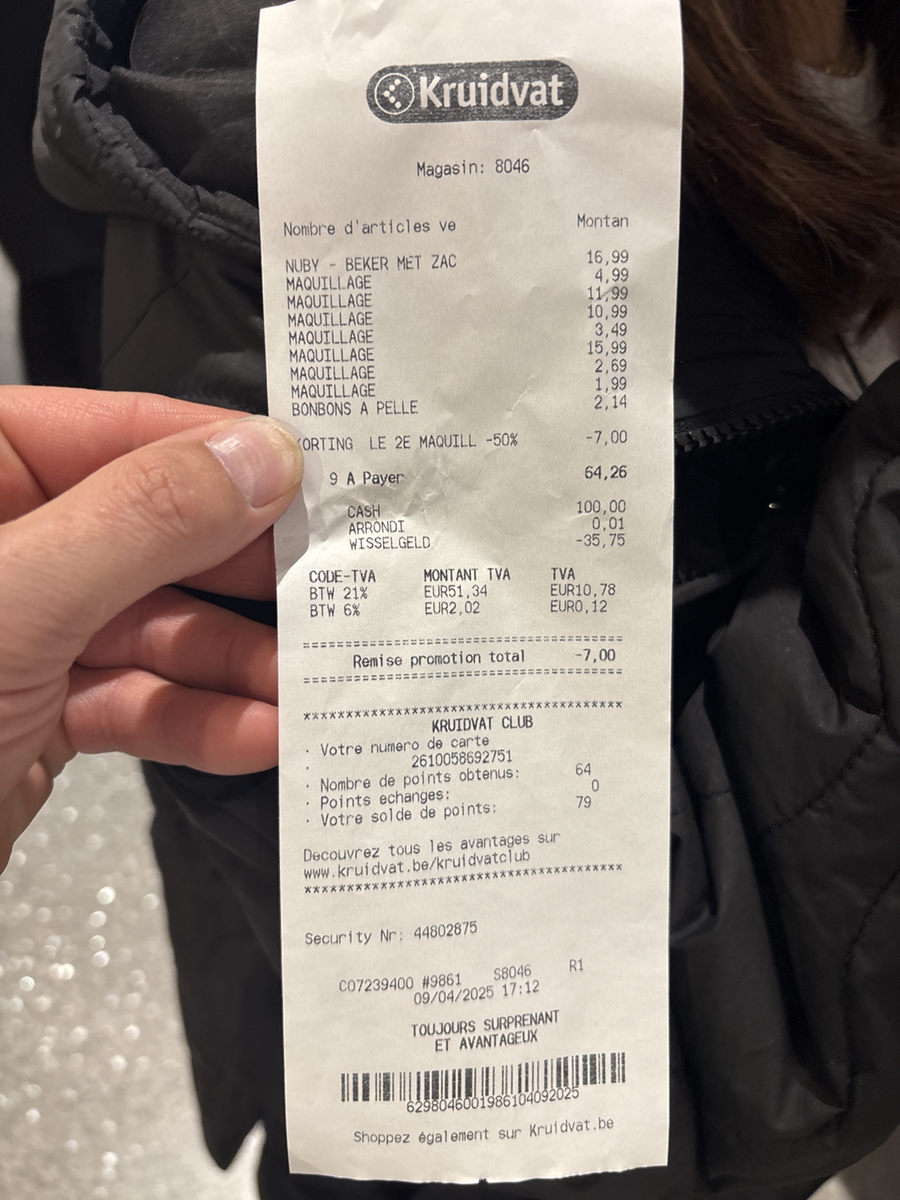 Kruidvat
Magasin: 8046
Nombre d'articles ve Montan
NUBY - BEKER MET ZAC 16,99
MAQUILLAGE 4,99
MAQUILLAGE 11,99
MAQUILLAGE 10,99
MAQUILLAGE 3,49
MAQUILLAGE 15,99
MAQUILLAGE 2,69
MAQUILLAGE 1,99
BONBONS A PELLE 2,14
ORTING LE 2E MAQUILL -50% -7,00
9 A Payer 64,26
CASH 100,00
ARRONDI 0,01
WISSELGELD -35,75
CODE-TVA MONTANT TVA TVA
BTW 21% EUR51,34 EUR10,78
BTW 6% EUR2,02 EUR0,12
======================================
Remise promotion total -7,00
======================================
**************************************
KRUIDVAT CLUB
. Votre numero de carte
. 2610058692751
. Nombre de points obtenus: 64
. Points echanges: 0
. Votre solde de points: 79
Decouvrez tous les avantages sur
www.kruidvat.be/kruidvatclub
**************************************
Security Nr: 44802875
C07239400 #9861 S8046 R1
09/04/2025 17:12
TOUJOURS SURPRENANT
ET AVANTAGEUX
6298046001986104092025
Shoppez également sur Kruidvat.be